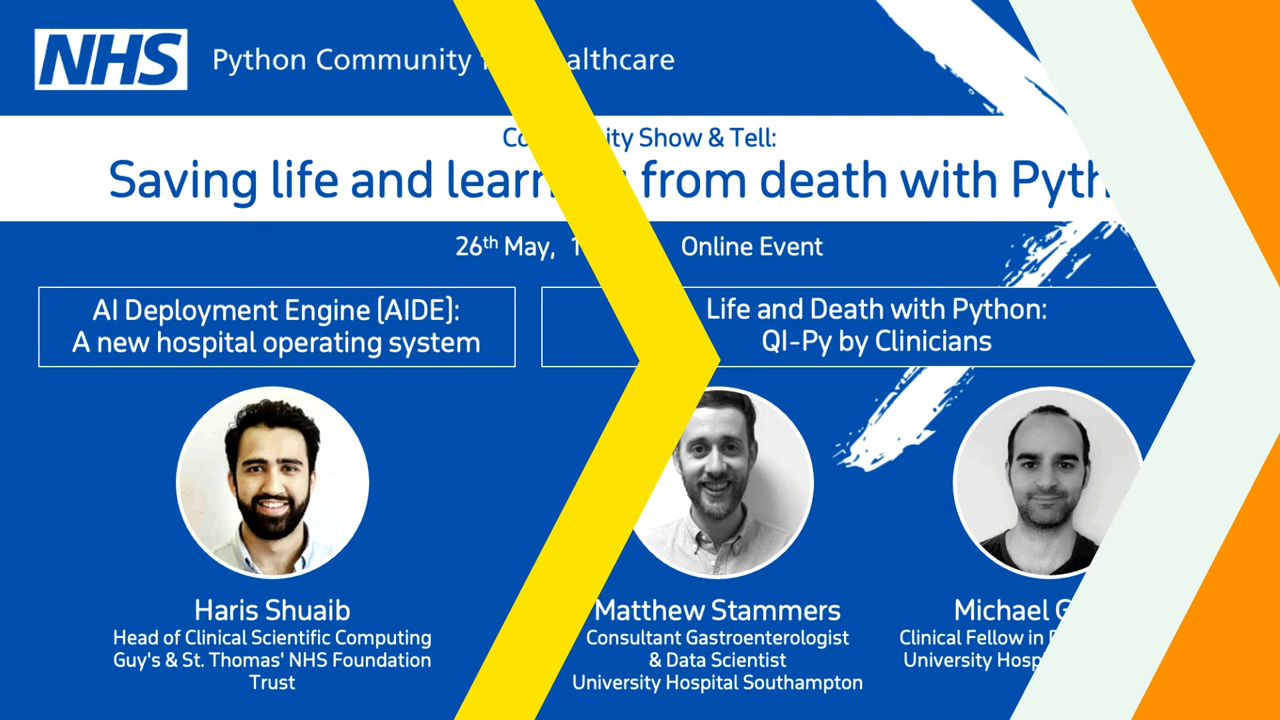 NHS Python Community althcare
ity Show & Tell:
Saving life and learn from death with Pyth
26th May, Online Event
AI Deployment Engine (AIDE):
A new hospital operating system
Life and Death with Python:
QI-Py by Clinicians
Haris Shuaib
Head of Clinical Scientific Computing
Guy's & St. Thomas' NHS Foundation
Trust
Matthew Stammers
Consultant Gastroenterologist
& Data Scientist
University Hospital Southampton
Michael G
Clinical Fellow in
University Hosp